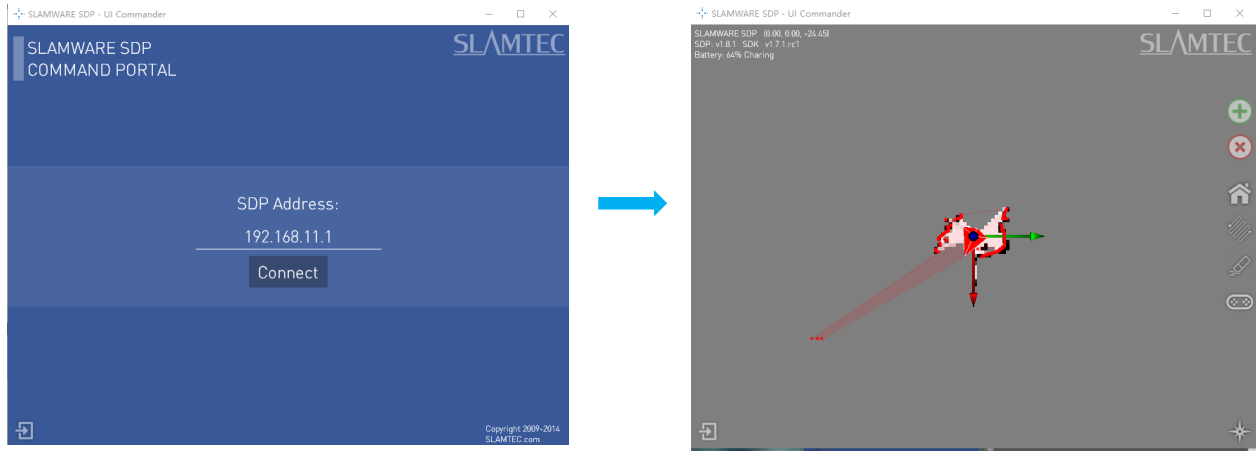 SLAMWARE SDP - UI Commander
SLAMWARE SDP
COMMAND PORTAL
SLAMTEC
SDP Address:
192.168.11.1
Connect
Copyright 2009-2014
SLAMTEC.com
SLAMWARE SDP - UI Commander
SLAMWARE SDP (0.00, 0.00, -24.45)
SDP: v1.8.1 SDK v1.7.1.rc1
Battery: 64% Charing
SLAMTEC